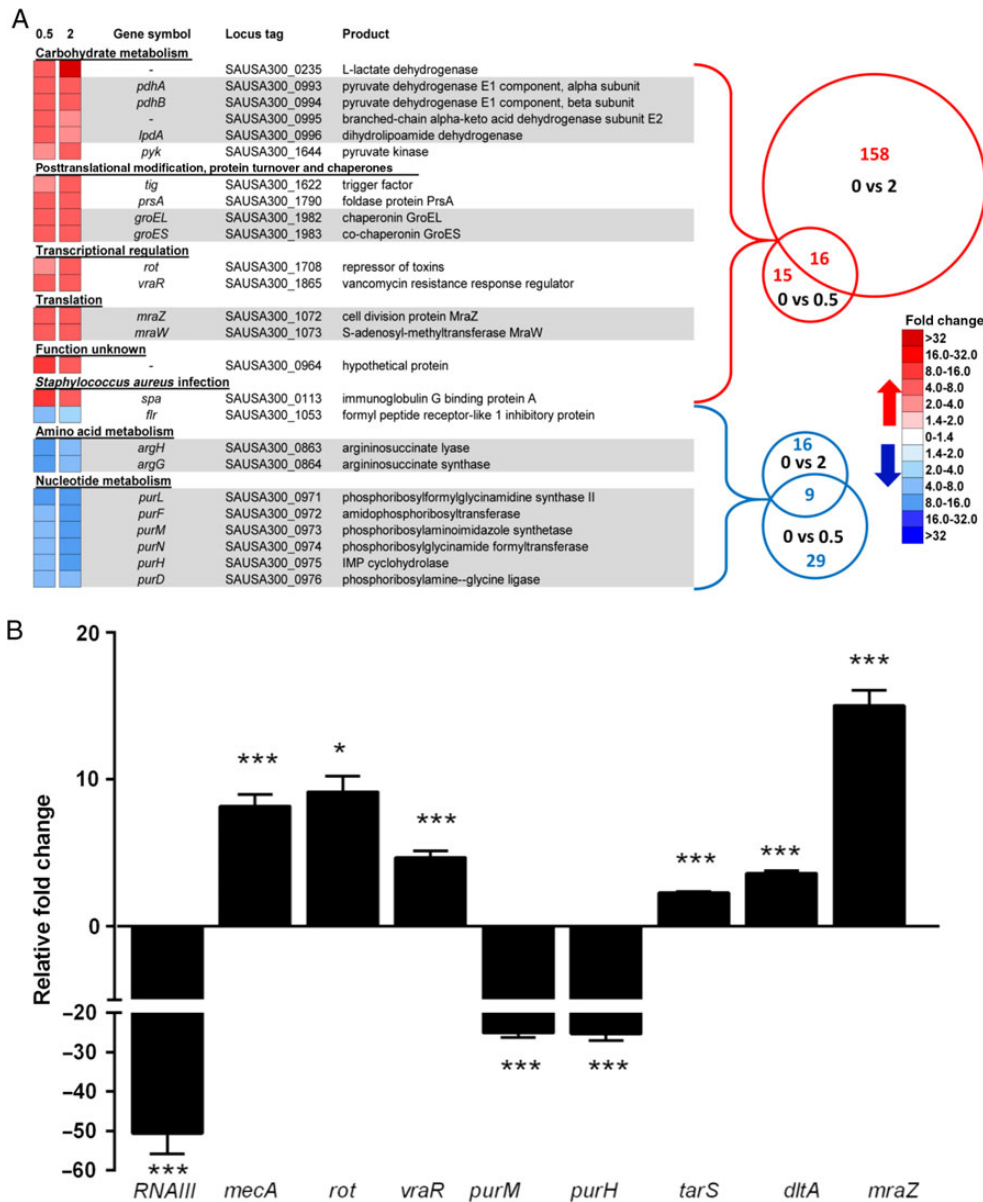 A
0.5 2 Gene symbol Locus tag Product
Carbohydrate metabolism
- SAUSA300_0235 L-lactate dehydrogenase
pdhA SAUSA300_0993 pyruvate dehydrogenase E1 component, alpha subunit
pdhB SAUSA300_0994 pyruvate dehydrogenase E1 component, beta subunit
- SAUSA300_0995 branched-chain alpha-keto acid dehydrogenase subunit E2
lpdA SAUSA300_0996 dihydrolipoamide dehydrogenase
pyk SAUSA300_1644 pyruvate kinase
Posttranslational modification, protein turnover and chaperones
tig SAUSA300_1622 trigger factor
prsA SAUSA300_1790 foldase protein PrsA
groEL SAUSA300_1982 chaperonin GroEL
groES SAUSA300_1983 co-chaperonin GroES
Transcriptional regulation
rot SAUSA300_1708 repressor of toxins
vraR SAUSA300_1865 vancomycin resistance response regulator
Translation
mraZ SAUSA300_1072 cell division protein MraZ
mraW SAUSA300_1073 S-adenosyl-methyltransferase MraW
Function unknown
- SAUSA300_0964 hypothetical protein
Staphylococcus aureus infection
spa SAUSA300_0113 immunoglobulin G binding protein A
flr SAUSA300_1053 formyl peptide receptor-like 1 inhibitory protein
Amino acid metabolism
argH SAUSA300_0863 argininosuccinate lyase
argG SAUSA300_0864 argininosuccinate synthase
Nucleotide metabolism
purL SAUSA300_0971 phosphoribosylformylglycinamidine synthase II
purF SAUSA300_0972 amidophosphoribosyltransferase
purM SAUSA300_0973 phosphoribosylaminoimidazole synthetase
purN SAUSA300_0974 phosphoribosylglycinamide formyltransferase
purH SAUSA300_0975 IMP cyclohydrolase
purD SAUSA300_0976 phosphoribosylamine--glycine ligase
158
0 vs 2
16
15
0 vs 0.5
Fold change
>32
16.0-32.0
8.0-16.0
4.0-8.0
2.0-4.0
1.4-2.0
0-1.4
1.4-2.0
2.0-4.0
4.0-8.0
8.0-16.0
16.0-32.0
>32
16
0 vs 2
9
0 vs 0.5
29
B
Relative fold change
20
10
0
−20
−30
−40
−50
−60
***
***
*
***
***
***
***
***
***
RNAIII mecA rot vraR purM purH tarS dltA mraZ